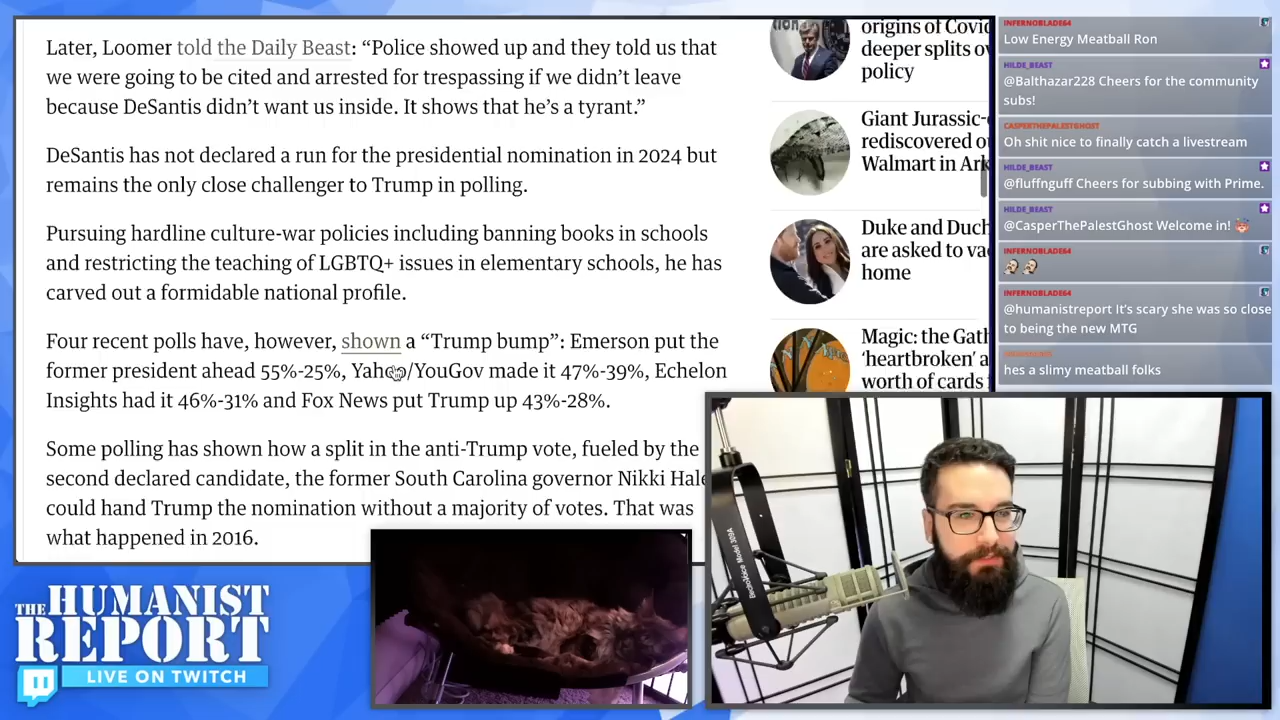 Later, Loomer told the Daily Beast: “Police showed up and they told us that
we were going to be cited and arrested for trespassing if we didn’t leave
because DeSantis didn’t want us inside. It shows that he’s a tyrant.”
DeSantis has not declared a run for the presidential nomination in 2024 but
remains the only close challenger to Trump in polling.
Pursuing hardline culture-war policies including banning books in schools
and restricting the teaching of LGBTQ+ issues in elementary schools, he has
carved out a formidable national profile.
Four recent polls have, however, shown a “Trump bump”: Emerson put the
former president ahead 55%-25%, Yahoo/YouGov made it 47%-39%, Echelon
Insights had it 46%-31% and Fox News put Trump up 43%-28%.
Some polling has shown how a split in the anti-Trump vote, fueled by the
second declared candidate, the former South Carolina governor Nikki Hale
could hand Trump the nomination without a majority of votes. That was
what happened in 2016.
origins of Covid
deeper splits ov
policy
Giant Jurassic-
rediscovered o
Walmart in Ark
Duke and Duch
are asked to va
home
Magic: the Gath
‘heartbroken’ a
worth of cards
INFERNOBLADE64
Low Energy Meatball Ron
HILDE_BEAST
@Balthazar228 Cheers for the community
subs!
CASPERTHEPALESTGHOST
Oh shit nice to finally catch a livestream
HILDE_BEAST
@fluffnguff Cheers for subbing with Prime.
HILDE_BEAST
@CasperThePalestGhost Welcome in!
INFERNOBLADE64
INFERNOBLADE64
@humanistreport It’s scary she was so close
to being the new MTG
hes a slimy meatball folks
THE HUMANIST
REPORT
LIVE ON TWITCH